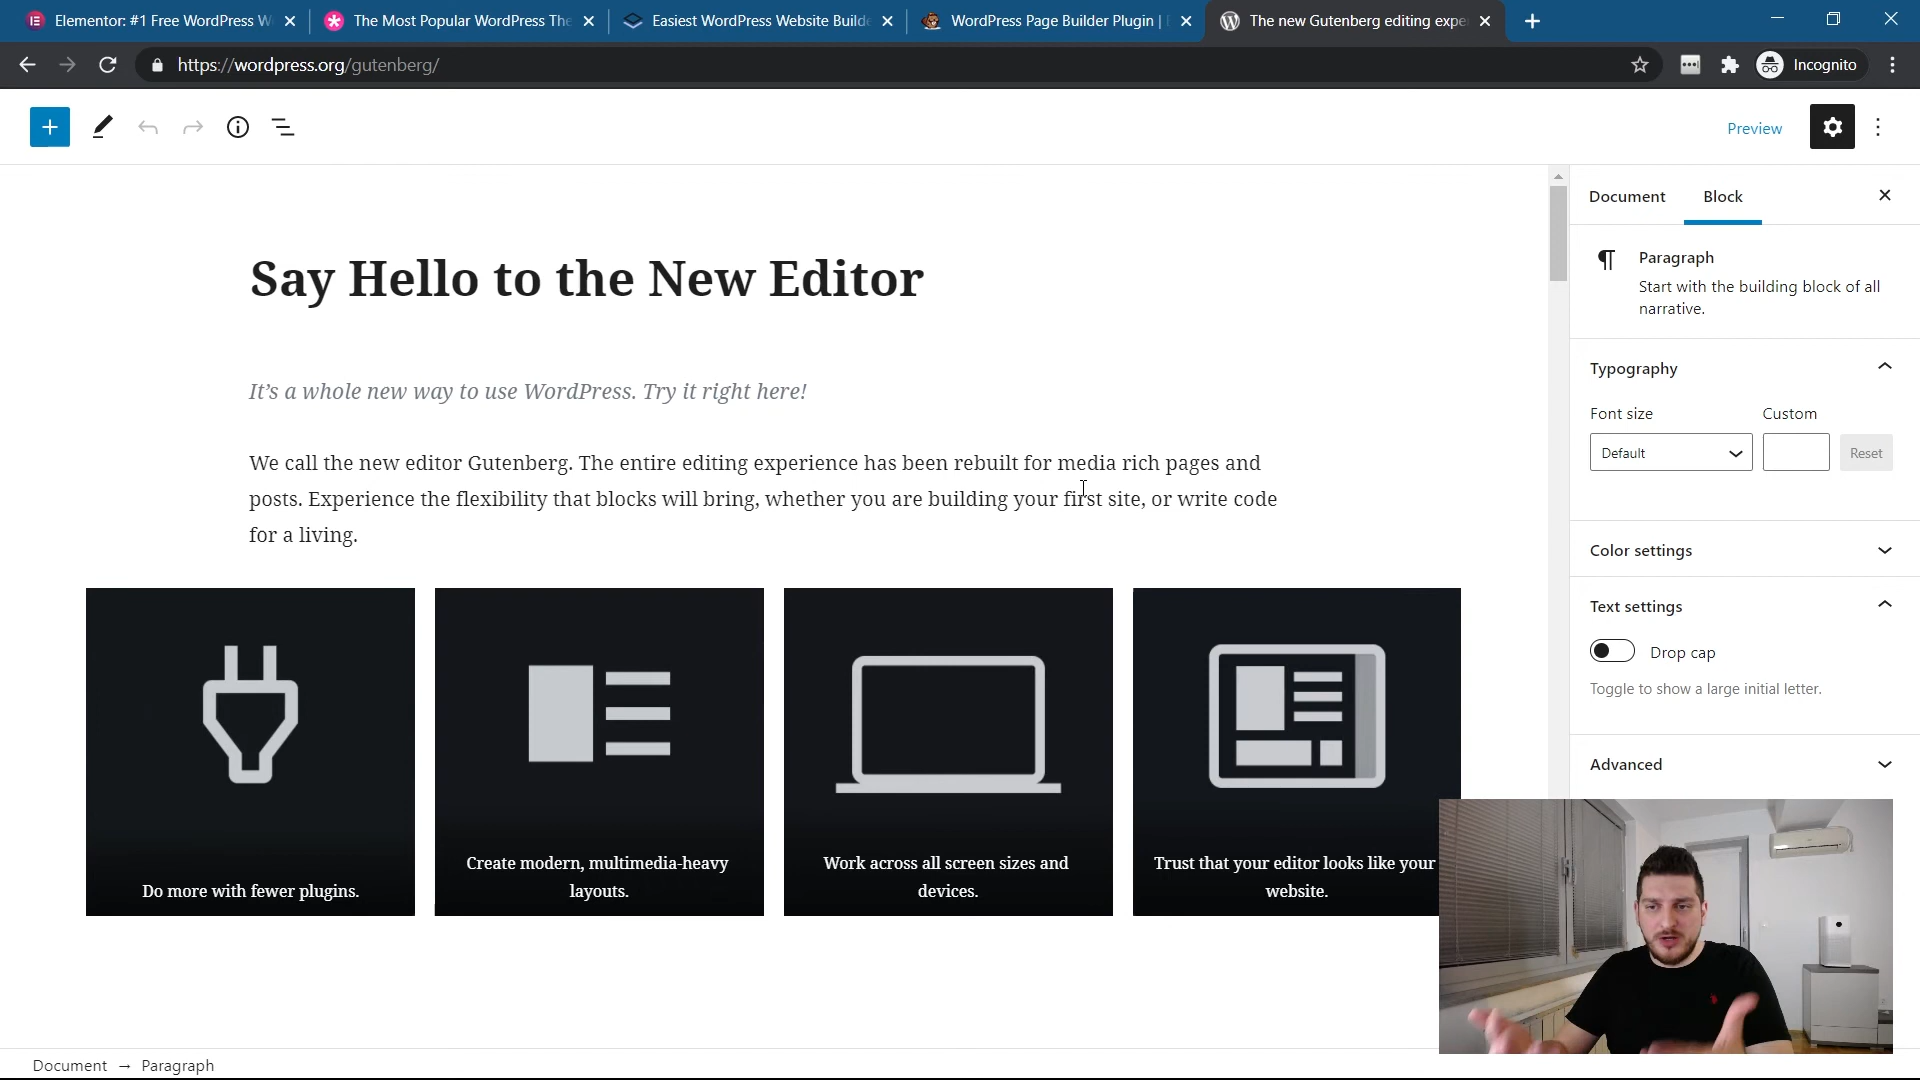 Elementor: #1 Free WordPress W
The Most Popular WordPress The
Easiest WordPress Website Builde
WordPress Page Builder Plugin |
The new Gutenberg editing expe
https://wordpress.org/gutenberg/
Incognito
Preview
Say Hello to the New Editor
It’s a whole new way to use WordPress. Try it right here!
We call the new editor Gutenberg. The entire editing experience has been rebuilt for media rich pages and
posts. Experience the flexibility that blocks will bring, whether you are building your first site, or write code
for a living.
Do more with fewer plugins.
Create modern, multimedia-heavy
layouts.
Work across all screen sizes and
devices.
Trust that your editor looks like your
website.
Document
Block
Paragraph
Start with the building block of all
narrative.
Typography
Font size
Custom
Default
Reset
Color settings
Text settings
Drop cap
Toggle to show a large initial letter.
Advanced
Document → Paragraph